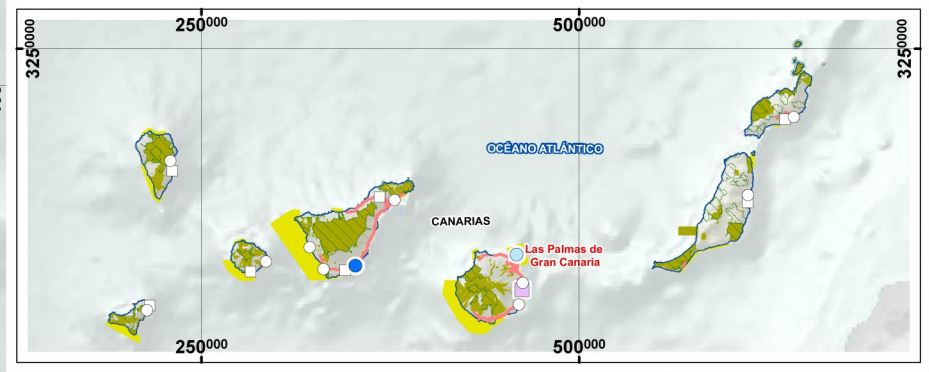 250000
500000
3250000
3250000
OCÉANO ATLÁNTICO
CANARIAS
Las Palmas de
Gran Canaria
250000
500000